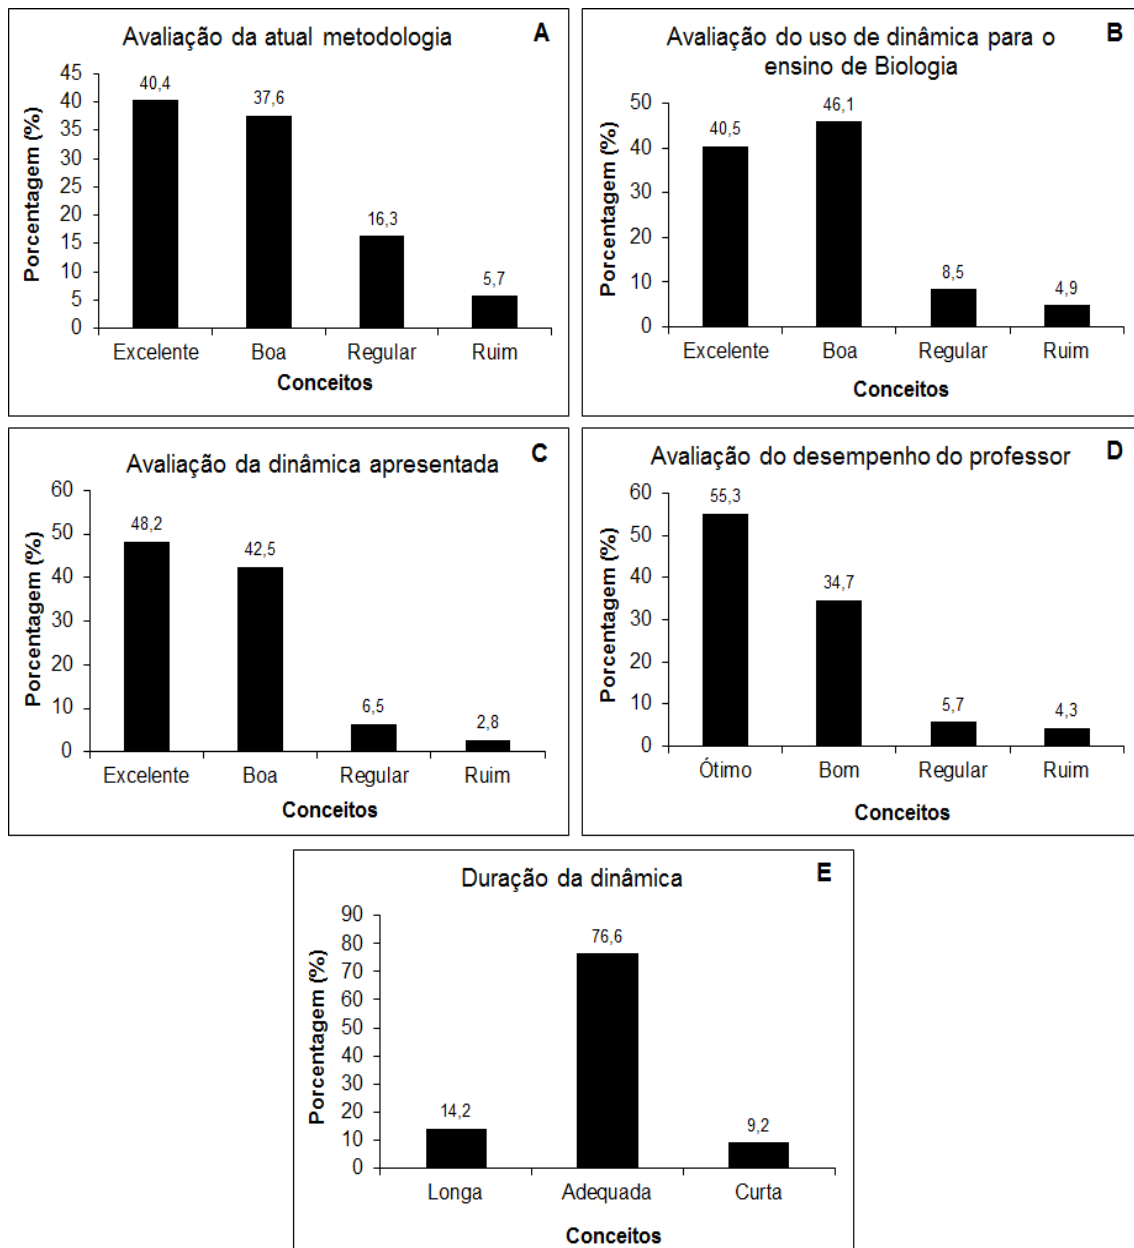 Avaliação da atual metodologia
A
Porcentagem (%)
45
40
35
30
25
20
15
10
5
0
40,4
37,6
16,3
5,7
Excelente Boa Regular Ruim
Conceitos
Avaliação do uso de dinâmica para o
ensino de Biologia
B
Porcentagem (%)
50
40
30
20
10
0
40,5
46,1
8,5
4,9
Excelente Boa Regular Ruim
Conceitos
Avaliação da dinâmica apresentada
C
Porcentagem (%)
60
50
40
30
20
10
0
48,2
42,5
6,5
2,8
Excelente Boa Regular Ruim
Conceitos
Avaliação do desempenho do professor
D
Porcentagem (%)
60
50
40
30
20
10
0
55,3
34,7
5,7
4,3
Ótimo Bom Regular Ruim
Conceitos
Duração da dinâmica
E
Porcentagem (%)
90
80
70
60
50
40
30
20
10
0
14,2
76,6
9,2
Longa Adequada Curta
Conceitos